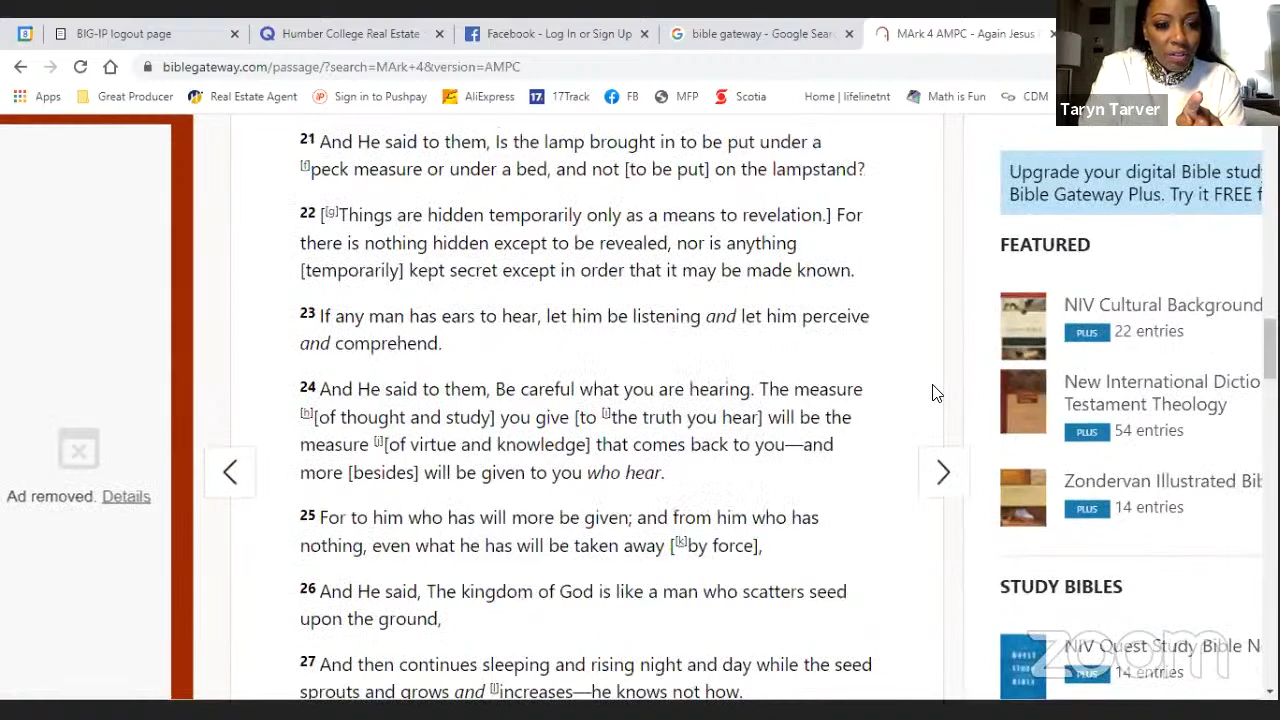 8
BIG-IP logout page
Humber College Real Estate
Facebook - Log In or Sign Up
bible gateway - Google Sear
MArk 4 AMPC - Again Jesus
biblegateway.com/passage/?search=MArk+4&version=AMPC
Apps
Great Producer
Real Estate Agent
Sign in to Pushpay
AliExpress
17 17Track
FB
MFP
Scotia
Home | lifelinetnt
Math is Fun
CDM
Taryn Tarver
21 And He said to them, Is the lamp brought in to be put under a
[f]peck measure or under a bed, and not [to be put] on the lampstand?
22 [[g]Things are hidden temporarily only as a means to revelation.] For
there is nothing hidden except to be revealed, nor is anything
[temporarily] kept secret except in order that it may be made known.
23 If any man has ears to hear, let him be listening and let him perceive
and comprehend.
24 And He said to them, Be careful what you are hearing. The measure
[h][of thought and study] you give [to [i]the truth you hear] will be the
measure [j][of virtue and knowledge] that comes back to you—and
more [besides] will be given to you who hear.
25 For to him who has will more be given; and from him who has
nothing, even what he has will be taken away [[k]by force],
26 And He said, The kingdom of God is like a man who scatters seed
upon the ground,
27 And then continues sleeping and rising night and day while the seed
sprouts and grows and [l]increases—he knows not how.
Ad removed. Details
Upgrade your digital Bible stud
Bible Gateway Plus. Try it FREE f
FEATURED
NIV Cultural Background
PLUS 22 entries
New International Dictio
Testament Theology
PLUS 54 entries
Zondervan Illustrated Bib
PLUS 14 entries
STUDY BIBLES
NIV Quest Study Bible N
PLUS 14 entries
QUEST
STUDY
BIBLE
zoom